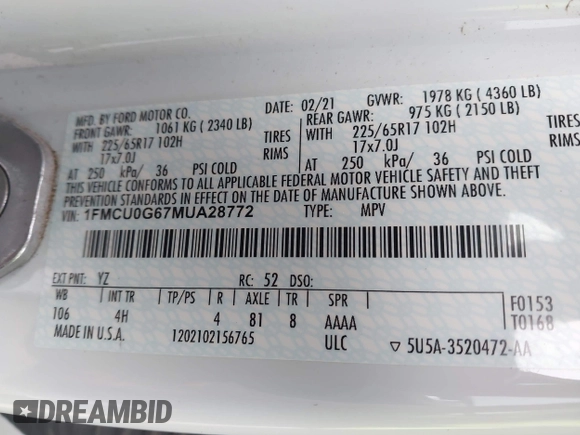 MFD. BY FORD MOTOR CO. 02/21 GVWR: 1978 KG ( 4360 LB)
FRONT GAWR: 1061 KG ( 2340 LB) REAR GAWR: 975 KG ( 2150 LB)
WITH 225/65R17 102H TIRES WITH 225/65R17 102H TIRES
17x7.0J RIMS 17x7.0J RIMS
AT 250 kPa/ 36 PSI COLD AT 250 kPa/ 36 PSI COLD
THIS VEHICLE CONFORMS TO ALL APPLICABLE FEDERAL MOTOR VEHICLE SAFETY AND THEFT
PREVENTION STANDARDS IN EFFECT ON THE DATE OF MANUFACTURE SHOWN ABOVE.
VIN: 1FMCU0G67MUA28772 TYPE: MPV
EXT PNT: YZ RC: 52 DSO:
WB INT TR TP/PS R AXLE TR SPR F0153
106 4H 4 81 8 AAAA T0168
MADE IN U.S.A. 1202102156765 ULC ▽ 5U5A-3520472-AA
DREAMBID